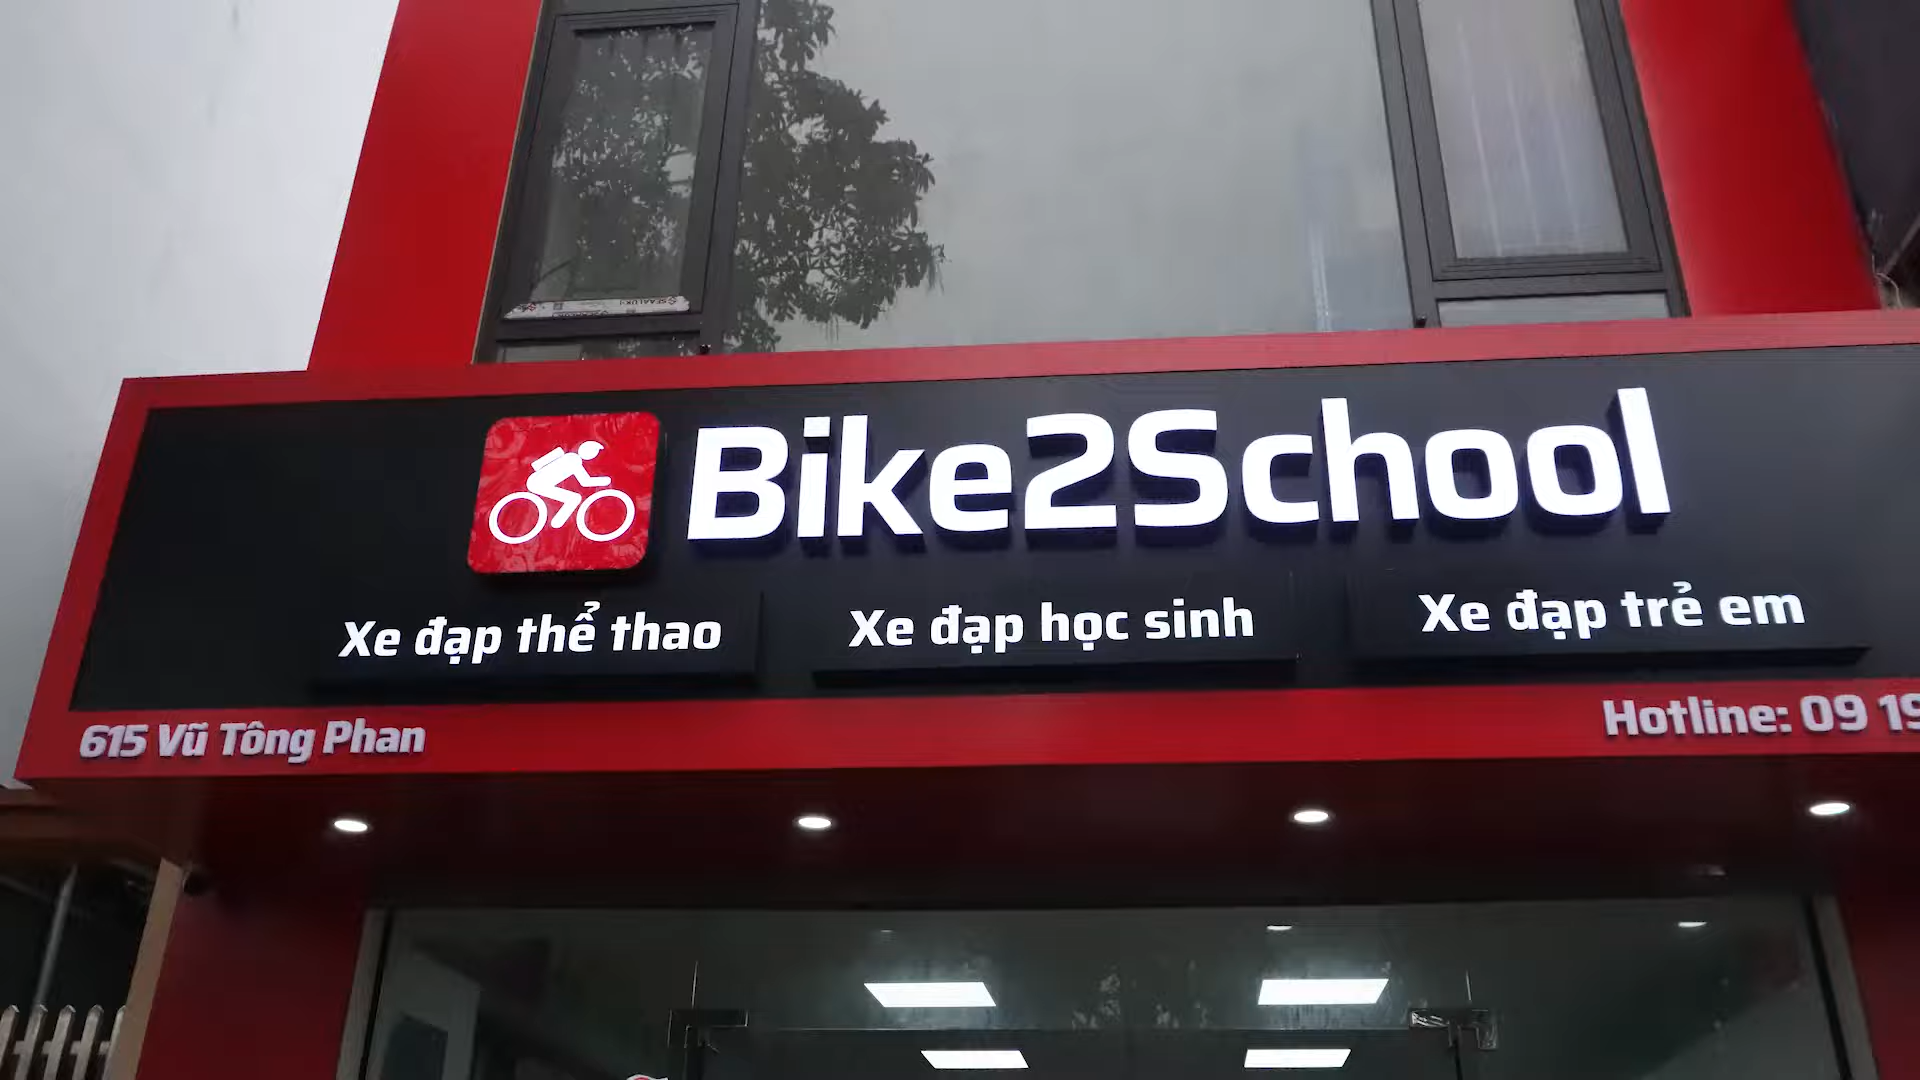 Bike2School
Xe đạp thể thao
Xe đạp học sinh
Xe đạp trẻ em
615 Vũ Tông Phan
Hotline: 09 19